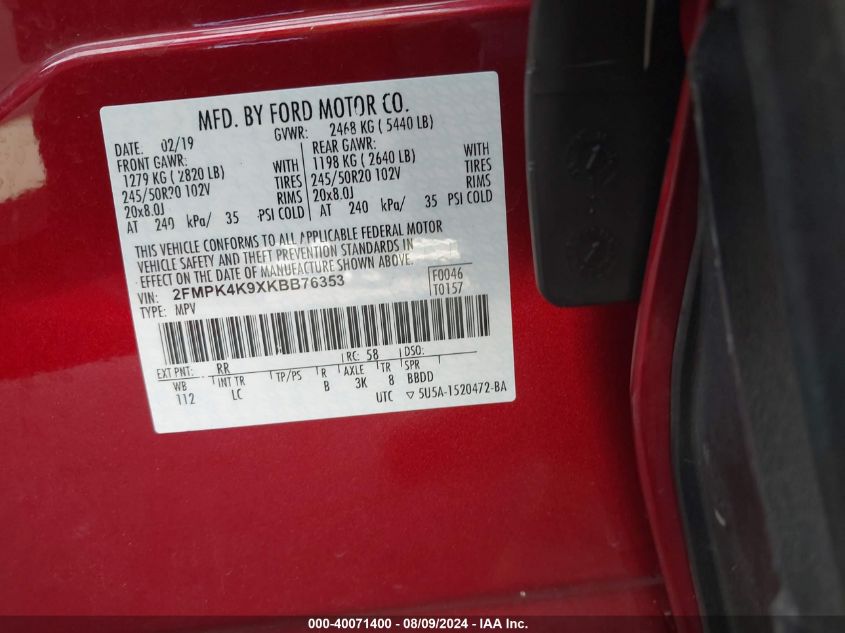 MFD. BY FORD MOTOR CO.
DATE: 02/19 GVWR: 2468 KG ( 5440 LB)
FRONT GAWR: REAR GAWR:
1279 KG ( 2820 LB) WITH 1198 KG ( 2640 LB) WITH
245/50R20 102V TIRES 245/50R20 102V TIRES
20x8.0J RIMS 20x8.0J RIMS
AT 240 kPa/ 35 PSI COLD AT 240 kPa/ 35 PSI COLD
THIS VEHICLE CONFORMS TO ALL APPLICABLE FEDERAL MOTOR
VEHICLE SAFETY AND THEFT PREVENTION STANDARDS IN
EFFECT ON THE DATE OF MANUFACTURE SHOWN ABOVE.
VIN: 2FMPK4K9XKBB76353 F0046
TYPE: MPV T0157
EXT PNT: RR RC: 58 DSO:
WB INT TR TP/PS R AXLE TR SPR
112 LC B 3K 8 BBDD
UTC ▽ 5U5A-1520472-BA
000-40071400 - 08/09/2024 - IAA Inc.